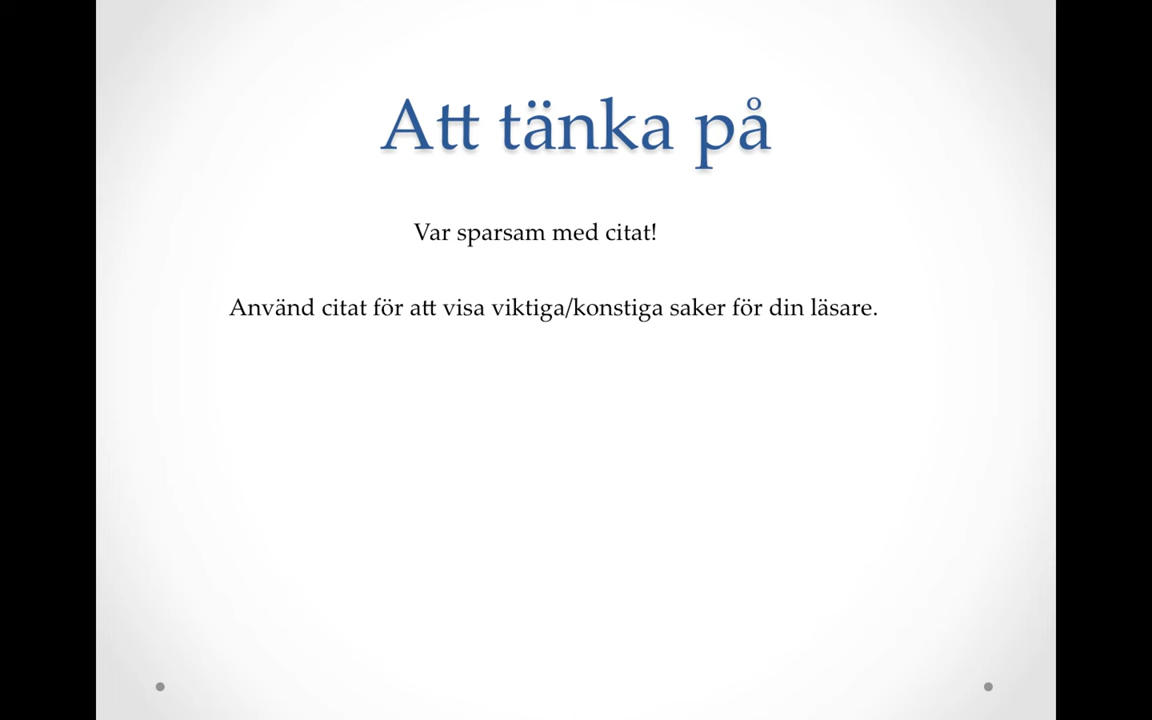 Att tänka på
Var sparsam med citat!
Använd citat för att visa viktiga/konstiga saker för din läsare.